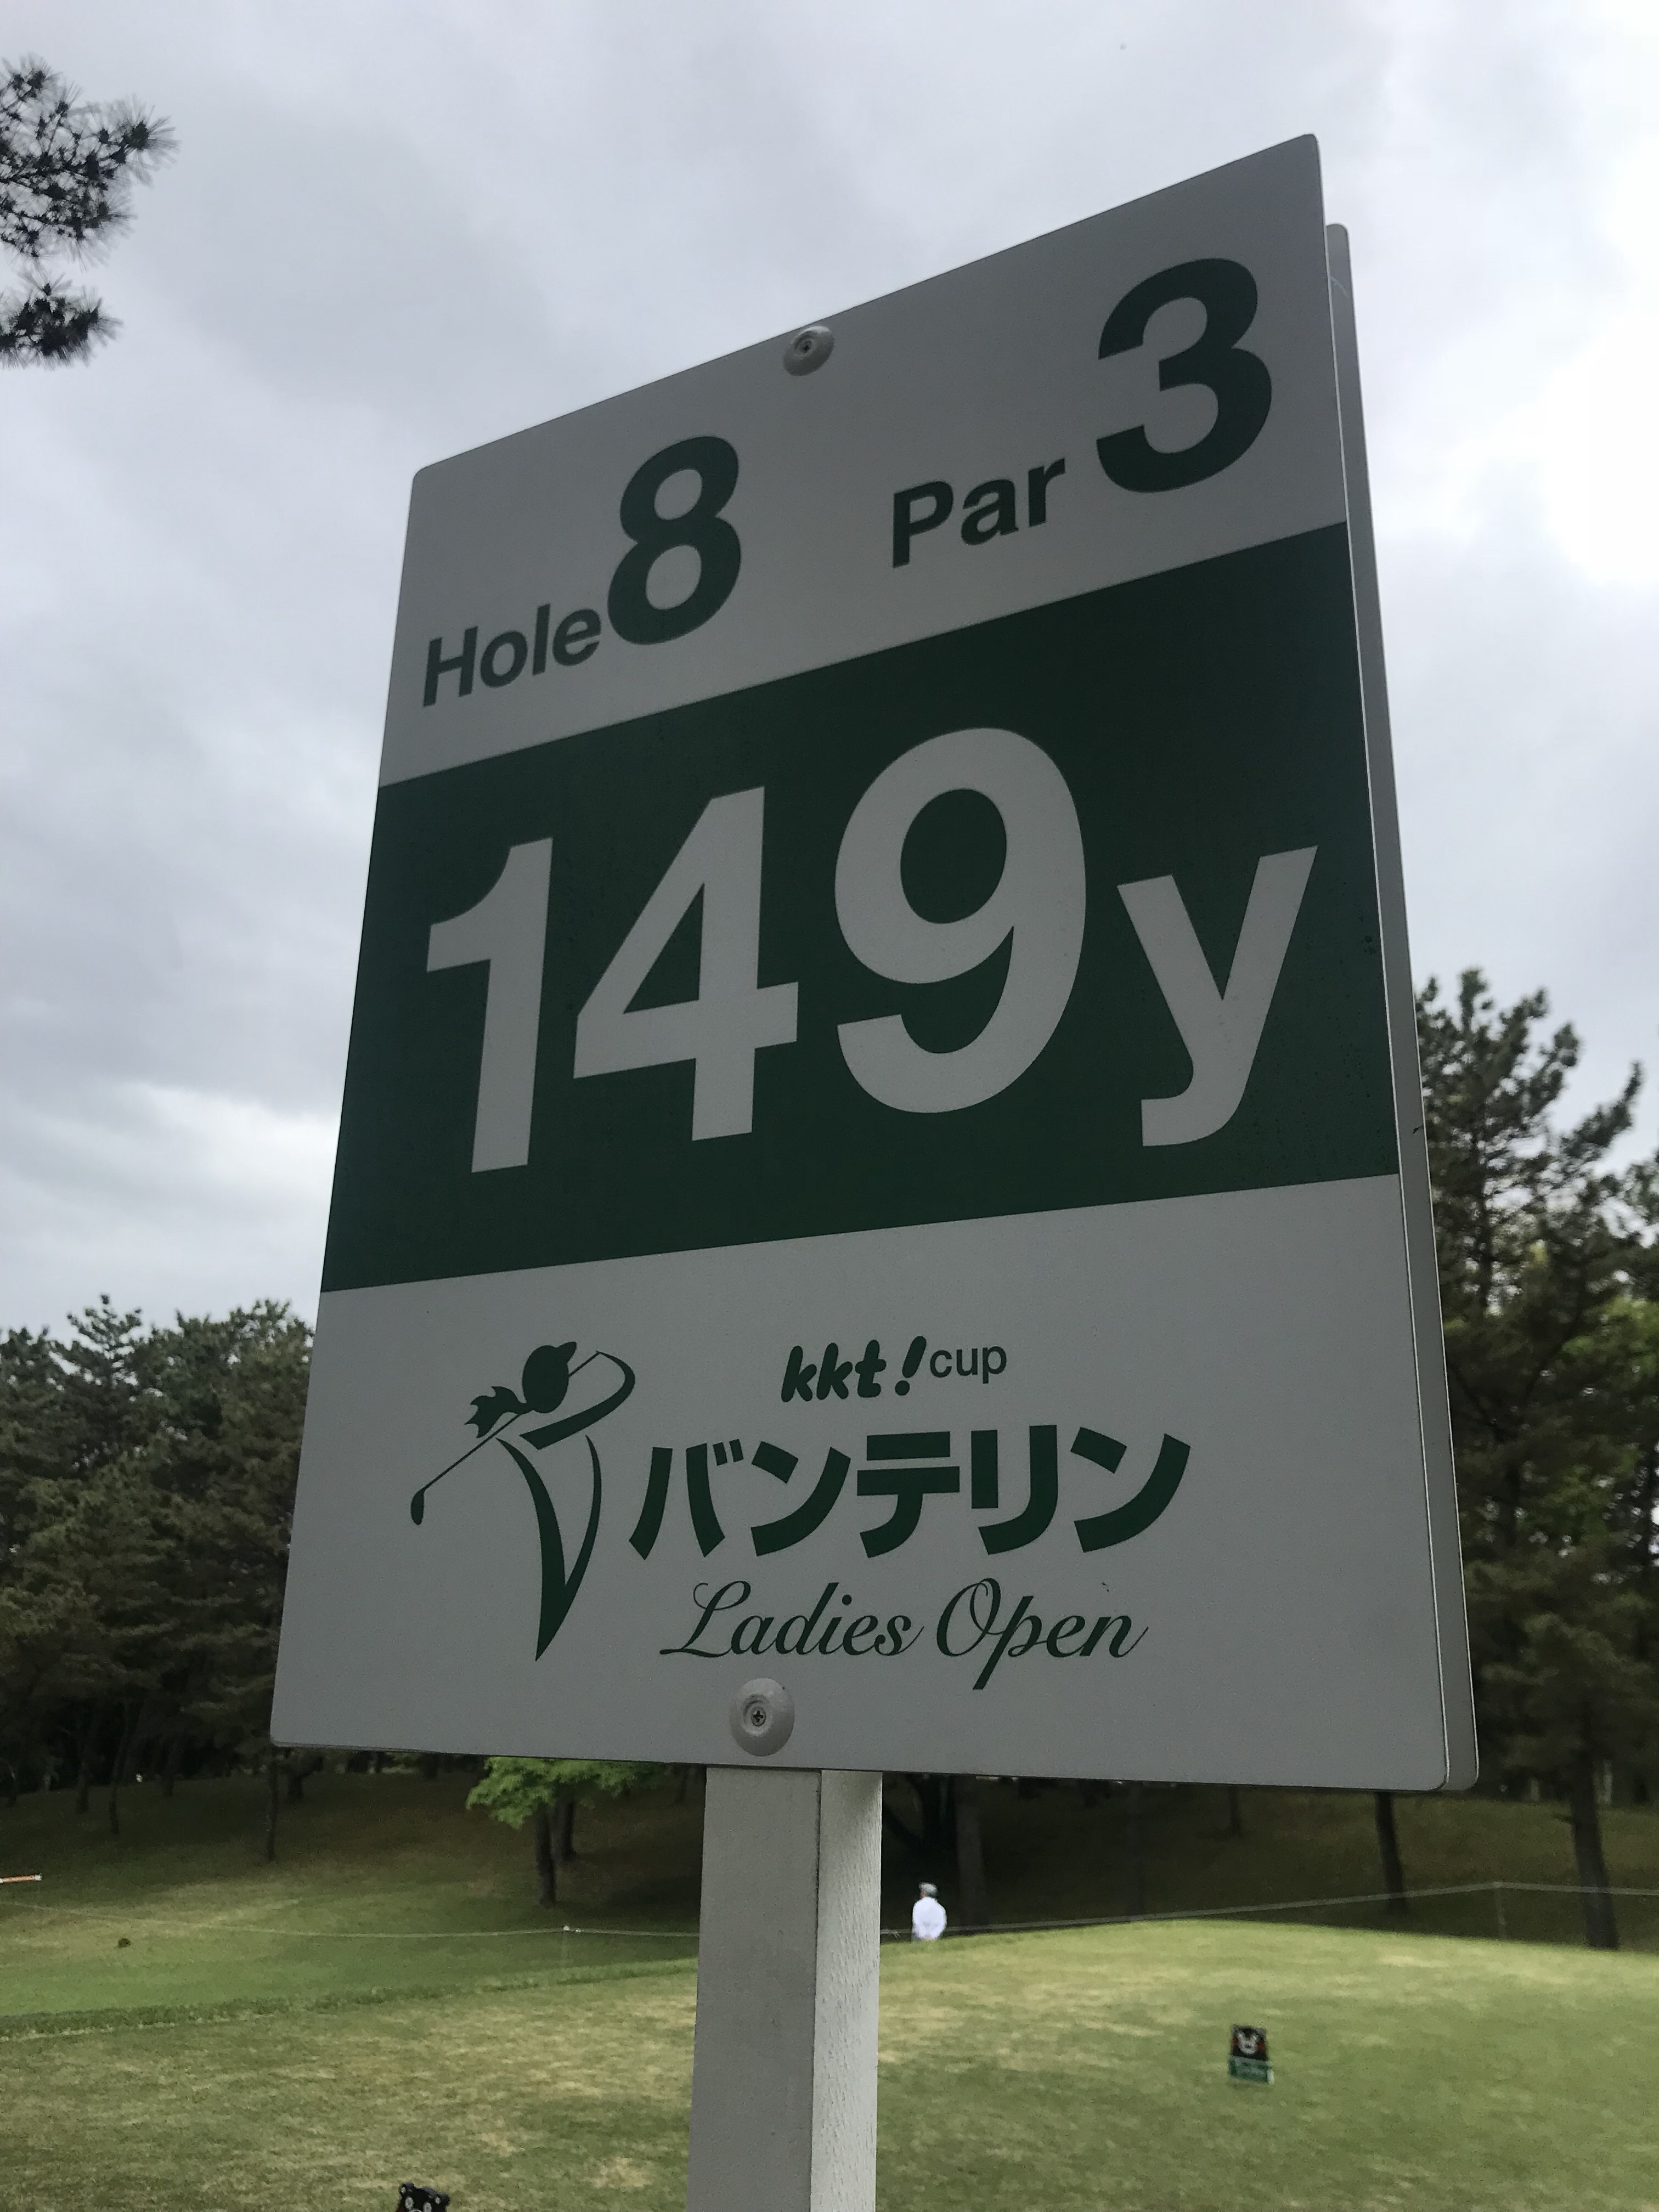 Hole 8 Par 3
149y
kkt! cup
バンテリン
Ladies Open